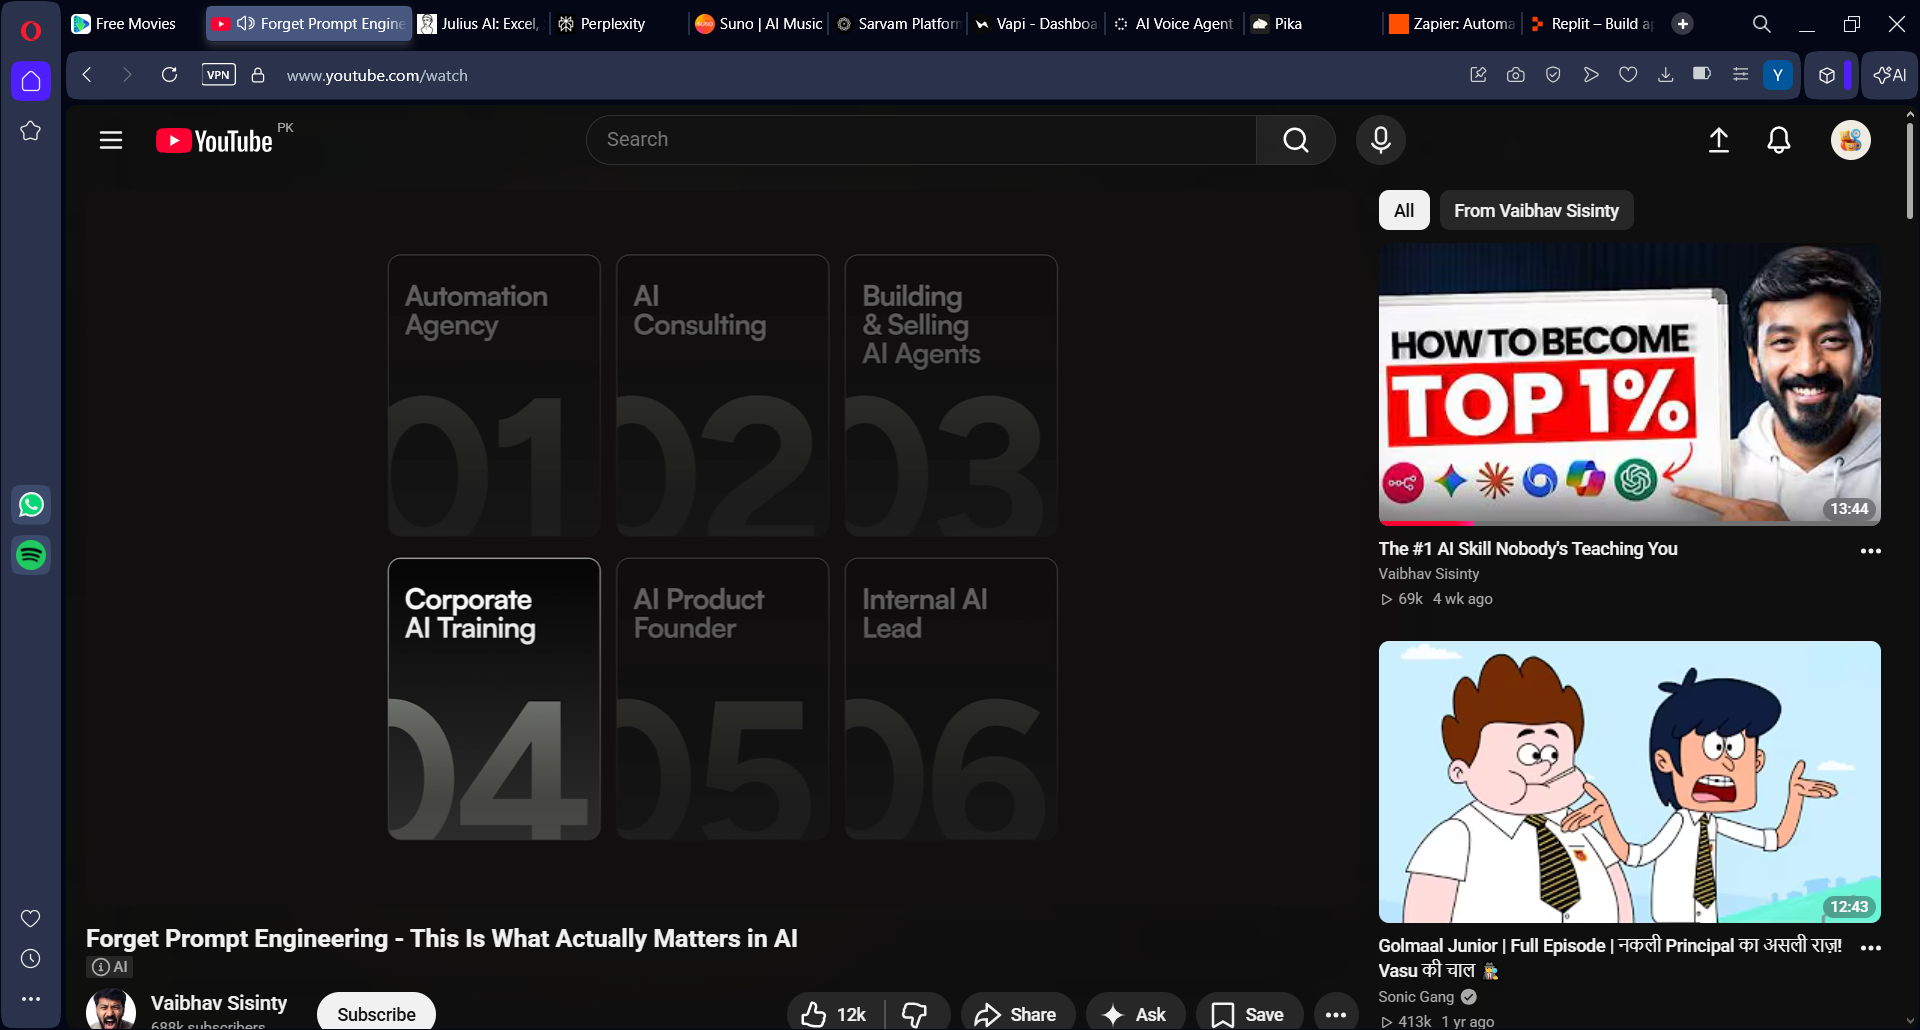 Free Movies
Forget Prompt Engine
Julius AI: Excel,
Perplexity
Suno | AI Music
Sarvam Platform
Vapi - Dashboa
AI Voice Agent
Pika
Zapier: Automa
Replit – Build a
VPN
www.youtube.com/watch
Y
AI
YouTube PK
Search
All
From Vaibhav Sisinty
Automation
Agency
01
AI
Consulting
02
Building
& Selling
AI Agents
03
Corporate
AI Training
04
AI Product
Founder
05
Internal AI
Lead
06
HOW TO BECOME
TOP 1%
13:44
The #1 AI Skill Nobody's Teaching You
Vaibhav Sisinty
69k 4 wk ago
12:43
Golmaal Junior | Full Episode | नकली Principal का असली राज़!
Vasu की चाल
Sonic Gang
413k 1 yr ago
Forget Prompt Engineering - This Is What Actually Matters in AI
AI
Vaibhav Sisinty
688k subscribers
Subscribe
12k
Share
Ask
Save